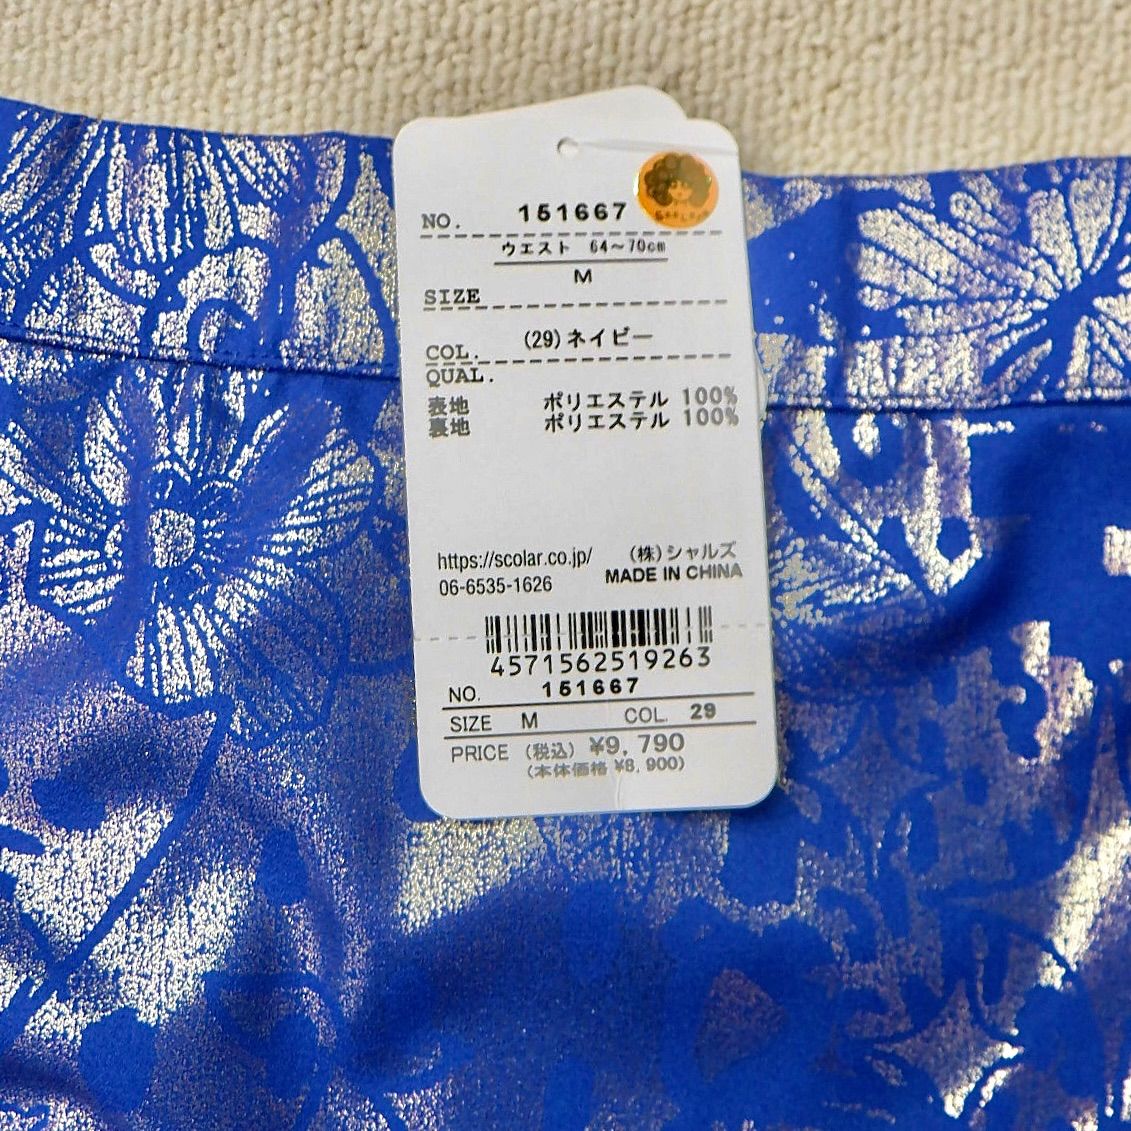 NO. 151667
ウエスト 64～70cm
SIZE M
COL. (29)ネイビー
QUAL.
表地 ポリエステル 100%
裏地 ポリエステル 100%
https://scolar.co.jp/ (株)シャルズ
06-6535-1626 MADE IN CHINA
4571562519263
NO. 151667
SIZE M COL. 29
PRICE (税込) ¥9,790
(本体価格 ¥8,900)